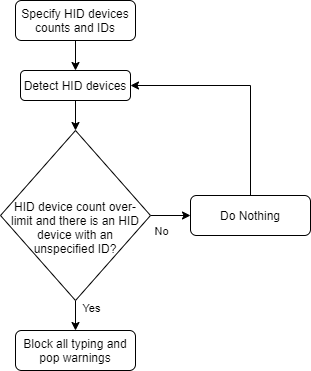 Specify HID devices
counts and IDs
Detect HID devices
HID device count over-
limit and there is an HID
device with an
unspecified ID?
No
Do Nothing
Yes
Block all typing and
pop warnings